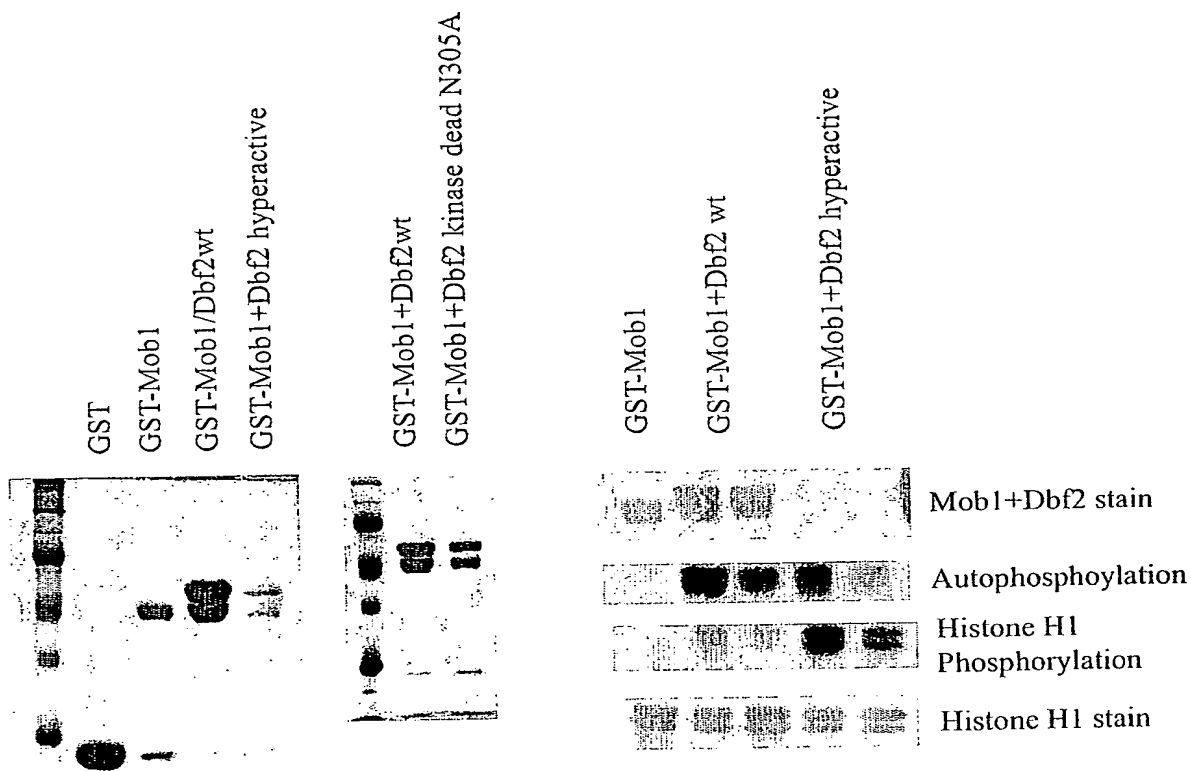 GST
GST-Mob1
GST-Mob1/Dbf2wt
GST-Mob1+Dbf2 hyperactive
GST-Mob1+Dbf2wt
GST-Mob1+Dbf2 kinase dead N305A
GST-Mob1
GST-Mob1+Dbf2 wt
GST-Mob1+Dbf2 hyperactive
Mob1+Dbf2 stain
Autophosphoylation
Histone H1
Phosphorylation
Histone H1 stain